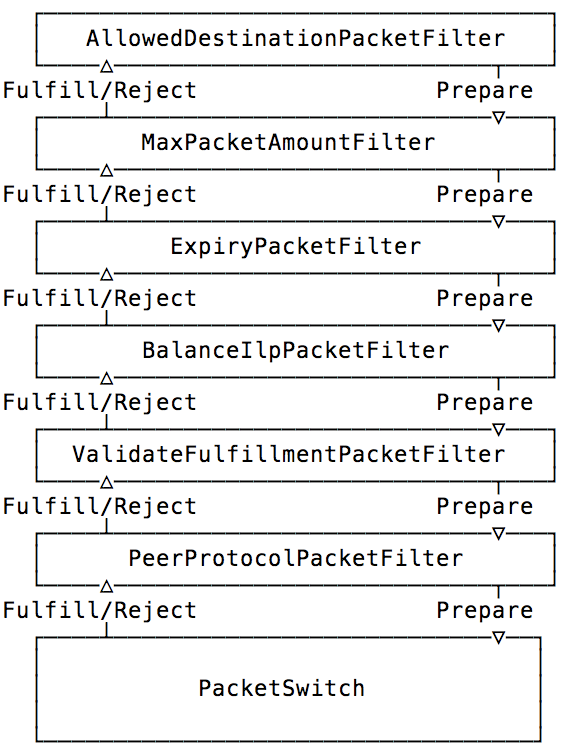 AllowedDestinationPacketFilter
Fulfill/Reject Prepare
MaxPacketAmountFilter
Fulfill/Reject Prepare
ExpiryPacketFilter
Fulfill/Reject Prepare
BalanceIlpPacketFilter
Fulfill/Reject Prepare
ValidateFulfillmentPacketFilter
Fulfill/Reject Prepare
PeerProtocolPacketFilter
Fulfill/Reject Prepare
PacketSwitch